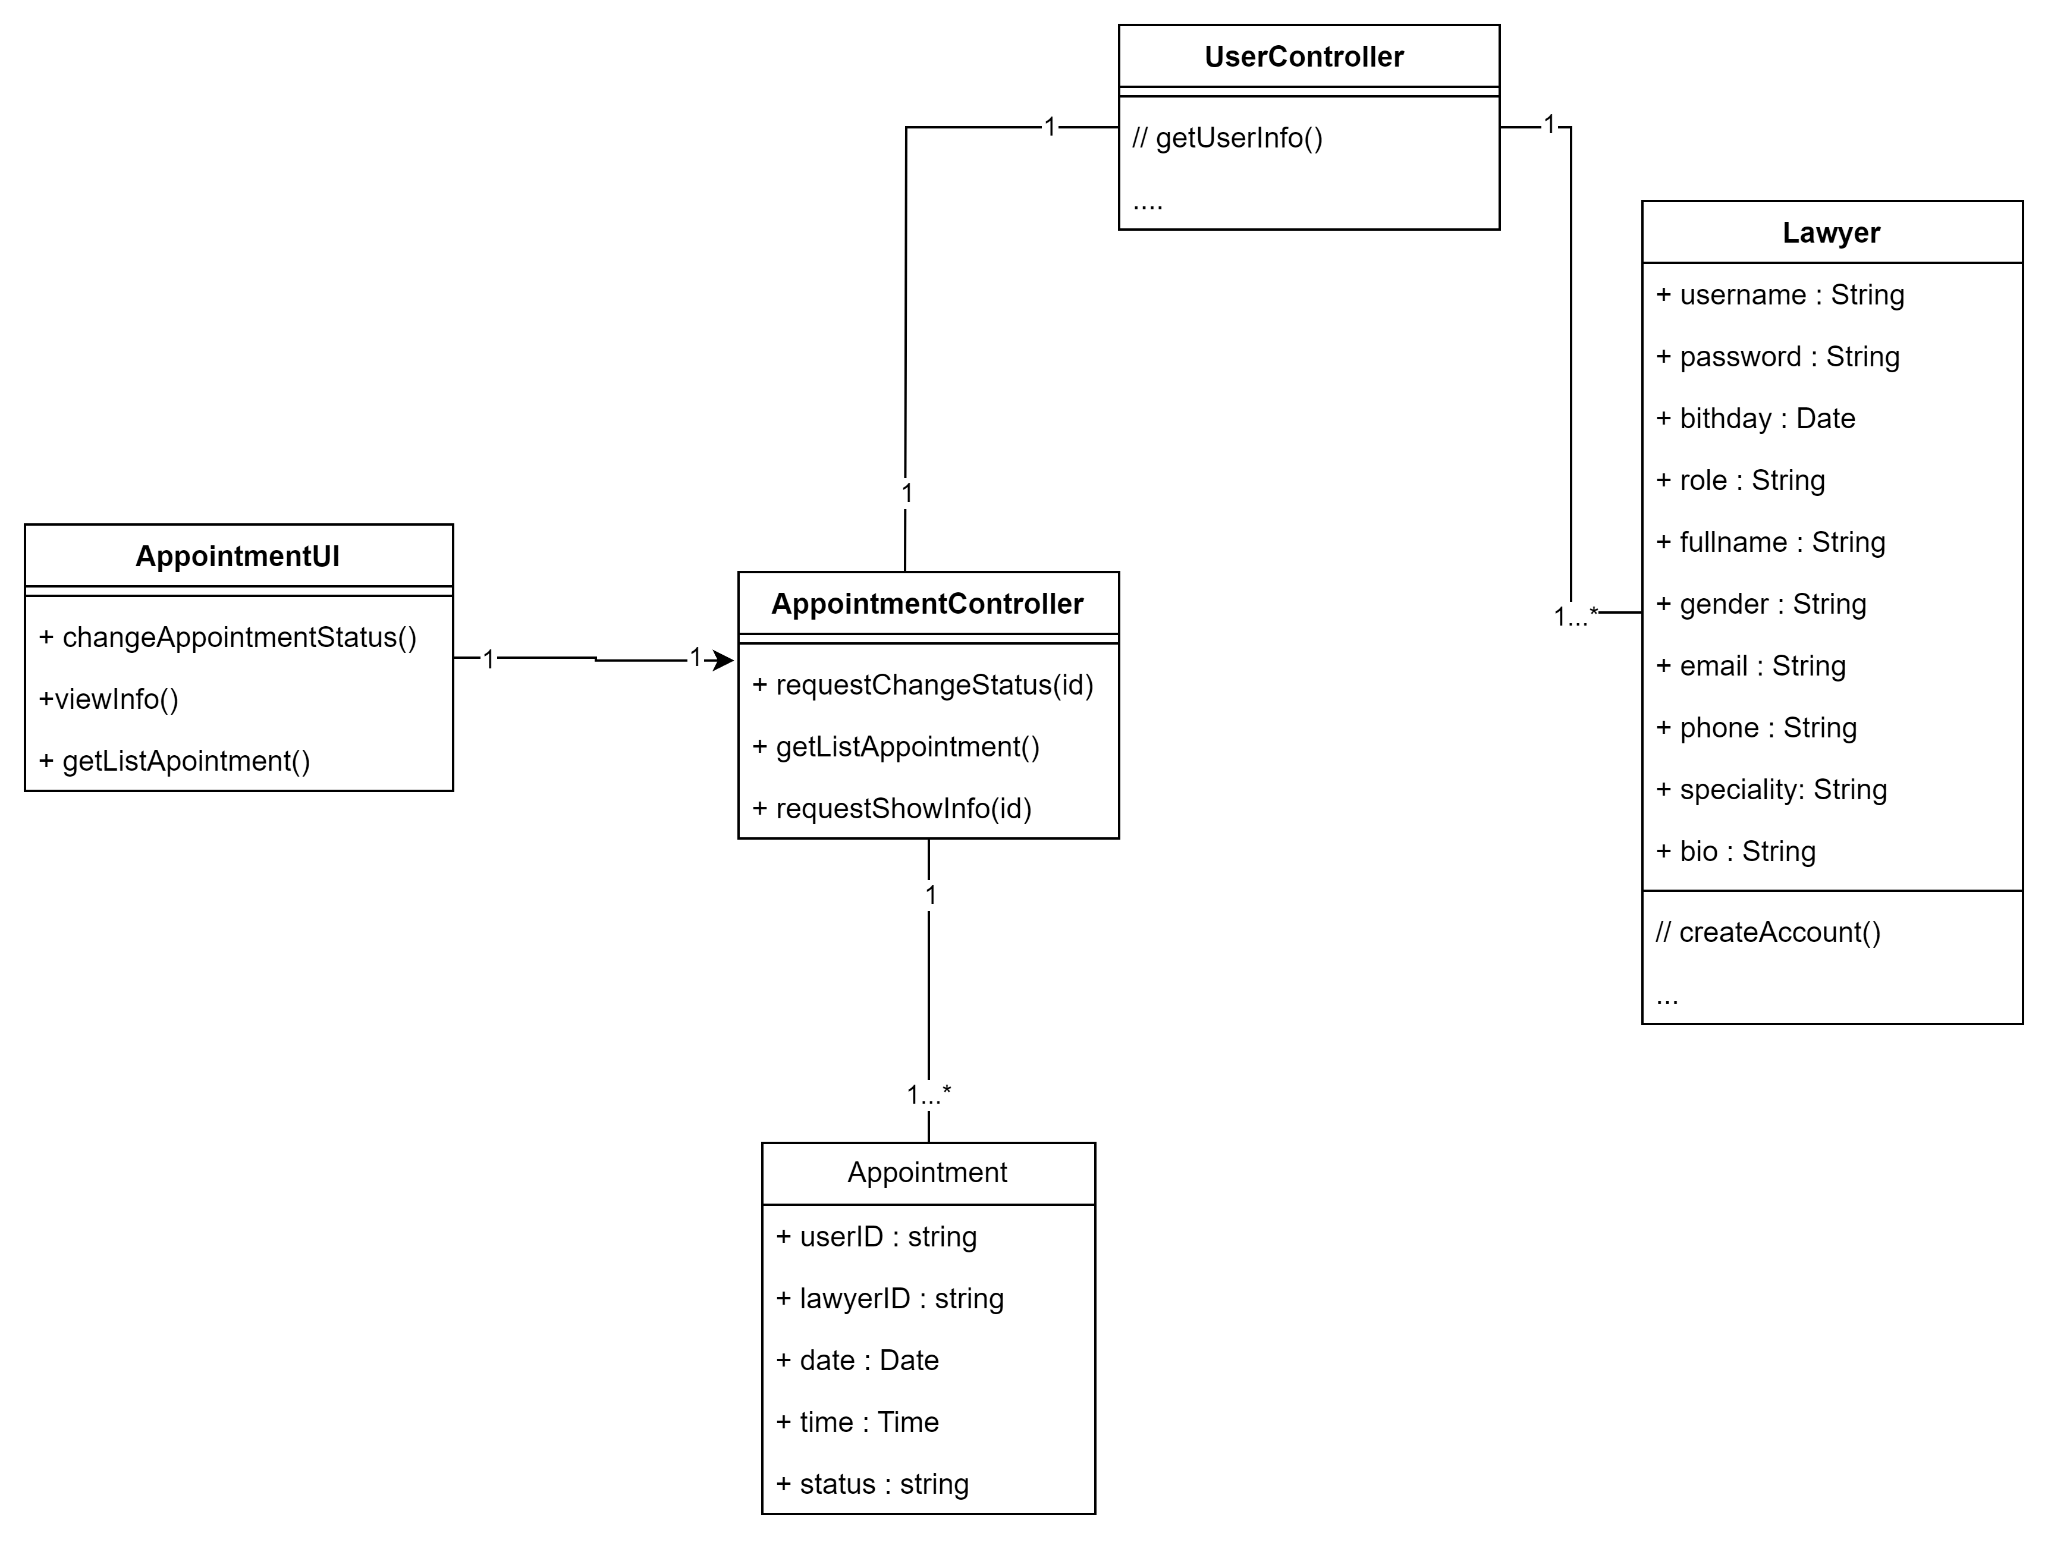 UserController
// getUserInfo()
....
1
1
1
1...*
Lawyer
+ username : String
+ password : String
+ bithday : Date
+ role : String
+ fullname : String
+ gender : String
+ email : String
+ phone : String
+ speciality: String
+ bio : String
// createAccount()
...
AppointmentUI
+ changeAppointmentStatus()
+viewInfo()
+ getListApointment()
1
1
AppointmentController
+ requestChangeStatus(id)
+ getListAppointment()
+ requestShowInfo(id)
1
1...*
Appointment
+ userID : string
+ lawyerID : string
+ date : Date
+ time : Time
+ status : string